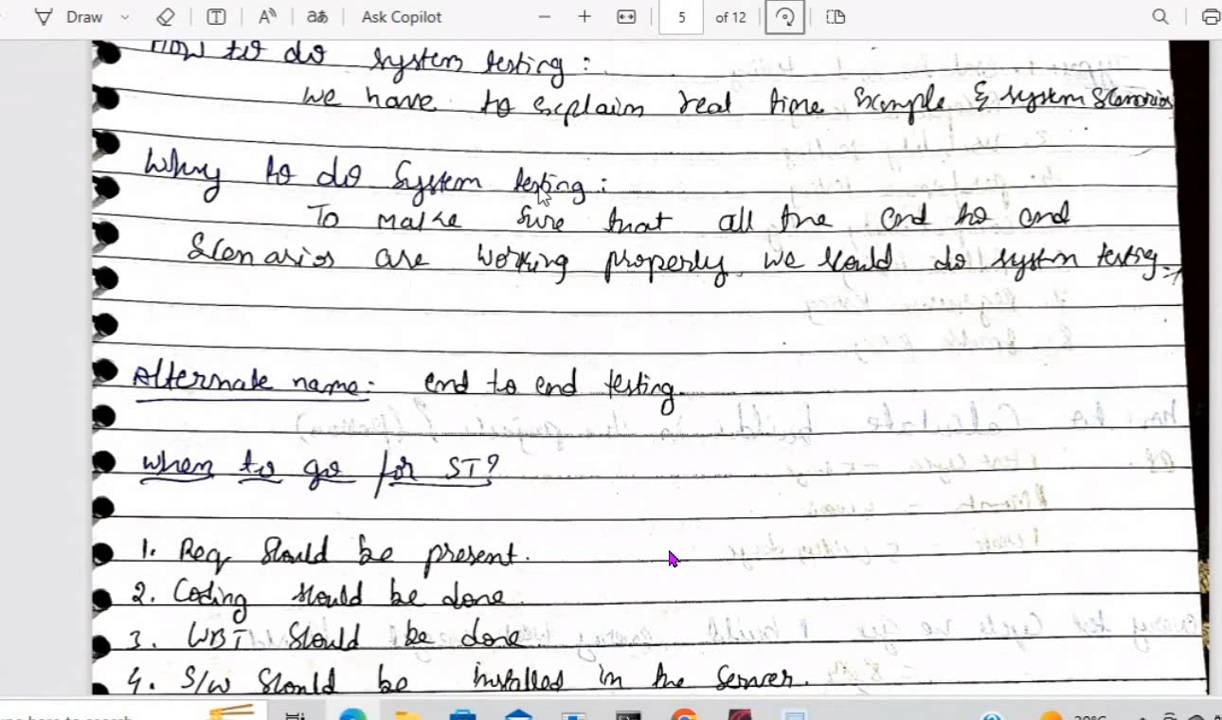 Draw
Ask Copilot
5 of 12
How to do system testing :
We have to explain real time Example & system Scenarios
Why to do System testing :
To make sure that all the end to end
Scenarios are working properly we should do system testing.
Alternate name:- end to end testing.
When to go for ST?
1. Req Should be present.
2. Coding should be done.
3. WBT Should be done.
4. S/W Should be installed in the Server.